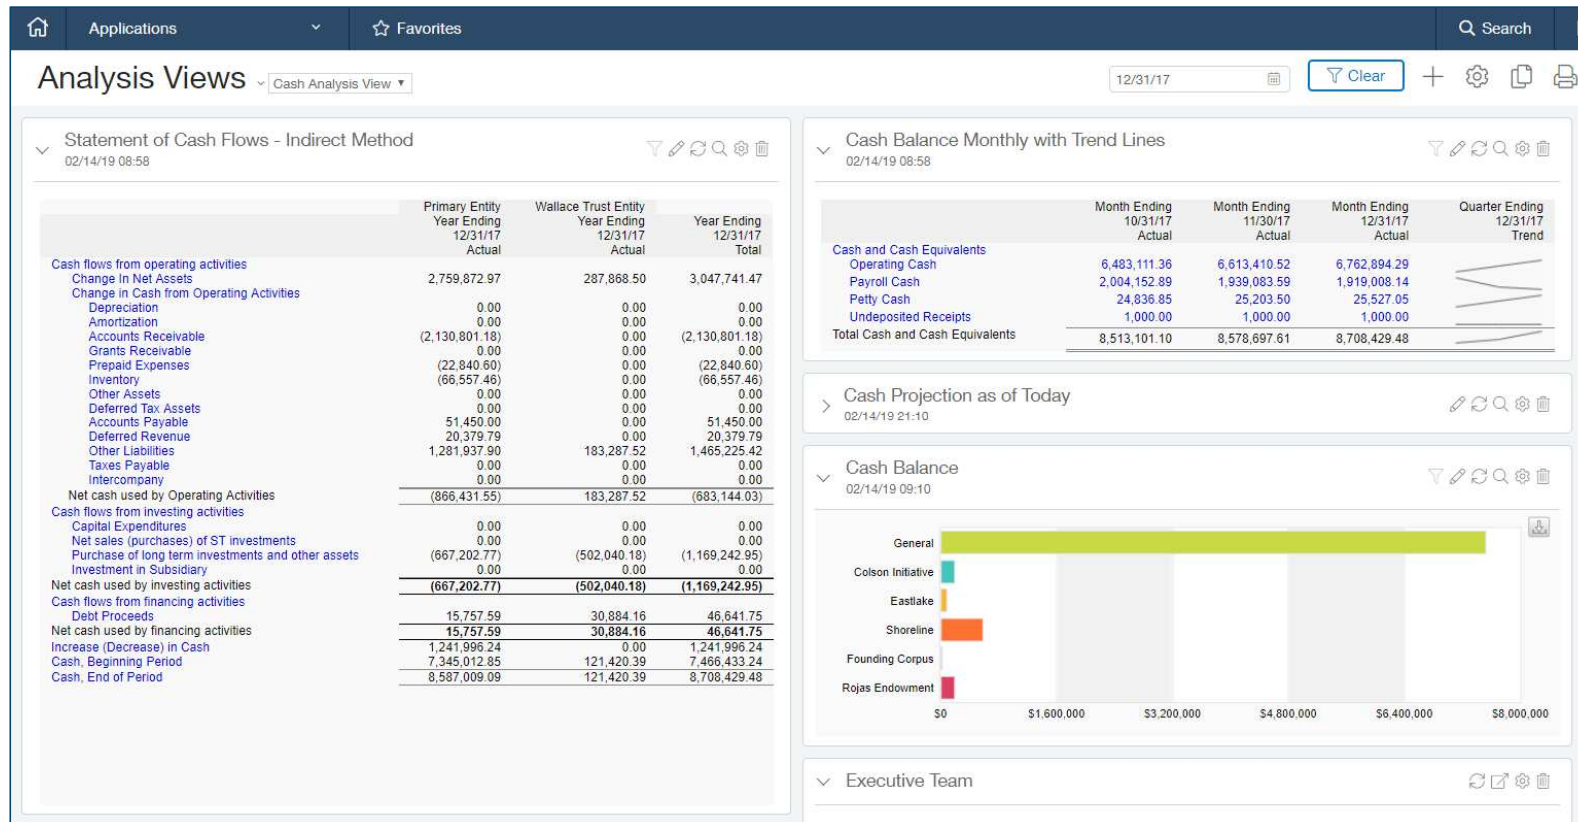 Applications
Favorites
Search
Analysis Views
Cash Analysis View
12/31/17
Clear
Statement of Cash Flows - Indirect Method
02/14/19 08:58
Primary Entity Wallace Trust Entity
Year Ending Year Ending Year Ending
12/31/17 12/31/17 12/31/17
Actual Actual Total
Cash flows from operating activities
Change In Net Assets 2,759,872.97 287,868.50 3,047,741.47
Change in Cash from Operating Activities
Depreciation 0.00 0.00 0.00
Amortization 0.00 0.00 0.00
Accounts Receivable (2,130,801.18) 0.00 (2,130,801.18)
Grants Receivable 0.00 0.00 0.00
Prepaid Expenses (22,840.60) 0.00 (22,840.60)
Inventory (66,557.46) 0.00 (66,557.46)
Other Assets 0.00 0.00 0.00
Deferred Tax Assets 0.00 0.00 0.00
Accounts Payable 51,450.00 0.00 51,450.00
Deferred Revenue 20,379.79 0.00 20,379.79
Other Liabilities 1,281,937.90 183,287.52 1,465,225.42
Taxes Payable 0.00 0.00 0.00
Intercompany 0.00 0.00 0.00
Net cash used by Operating Activities (866,431.55) 183,287.52 (683,144.03)
Cash flows from investing activities
Capital Expenditures 0.00 0.00 0.00
Net sales (purchases) of ST investments 0.00 0.00 0.00
Purchase of long term investments and other assets (667,202.77) (502,040.18) (1,169,242.95)
Investment in Subsidiary 0.00 0.00 0.00
Net cash used by investing activities (667,202.77) (502,040.18) (1,169,242.95)
Cash flows from financing activities
Debt Proceeds 15,757.59 30,884.16 46,641.75
Net cash used by financing activities 15,757.59 30,884.16 46,641.75
Increase (Decrease) in Cash 1,241,996.24 0.00 1,241,996.24
Cash, Beginning Period 7,345,012.85 121,420.39 7,466,433.24
Cash, End of Period 8,587,009.09 121,420.39 8,708,429.48
Cash Balance Monthly with Trend Lines
02/14/19 08:58
Month Ending Month Ending Month Ending Quarter Ending
10/31/17 11/30/17 12/31/17 12/31/17
Actual Actual Actual Trend
Cash and Cash Equivalents
Operating Cash 6,483,111.36 6,613,410.52 6,762,894.29
Payroll Cash 2,004,152.89 1,939,083.59 1,919,008.14
Petty Cash 24,836.85 25,203.50 25,527.05
Undeposited Receipts 1,000.00 1,000.00 1,000.00
Total Cash and Cash Equivalents 8,513,101.10 8,578,697.61 8,708,429.48
Cash Projection as of Today
02/14/19 21:10
Cash Balance
02/14/19 09:10
General
Colson Initiative
Eastlake
Shoreline
Founding Corpus
Rojas Endowment
$0 $1,600,000 $3,200,000 $4,800,000 $6,400,000 $8,000,000
Executive Team